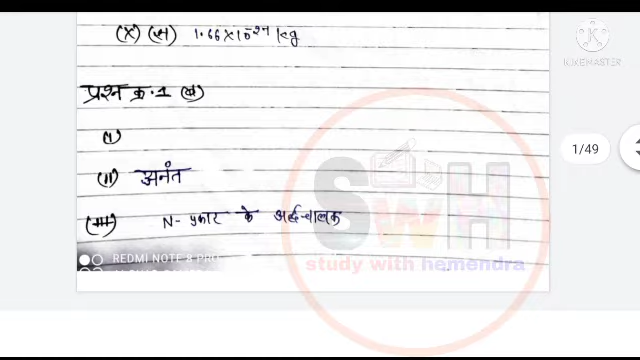 (X) (स) 1.66×10⁻²⁷ kg
KINEMASTER
प्रश्न क्र. 1 (ब)
1/49
(i)
(ii) अनंत
(iii) N- प्रकार के अर्द्धचालक
SWH
REDMI NOTE 8 PRO
study with hemendra